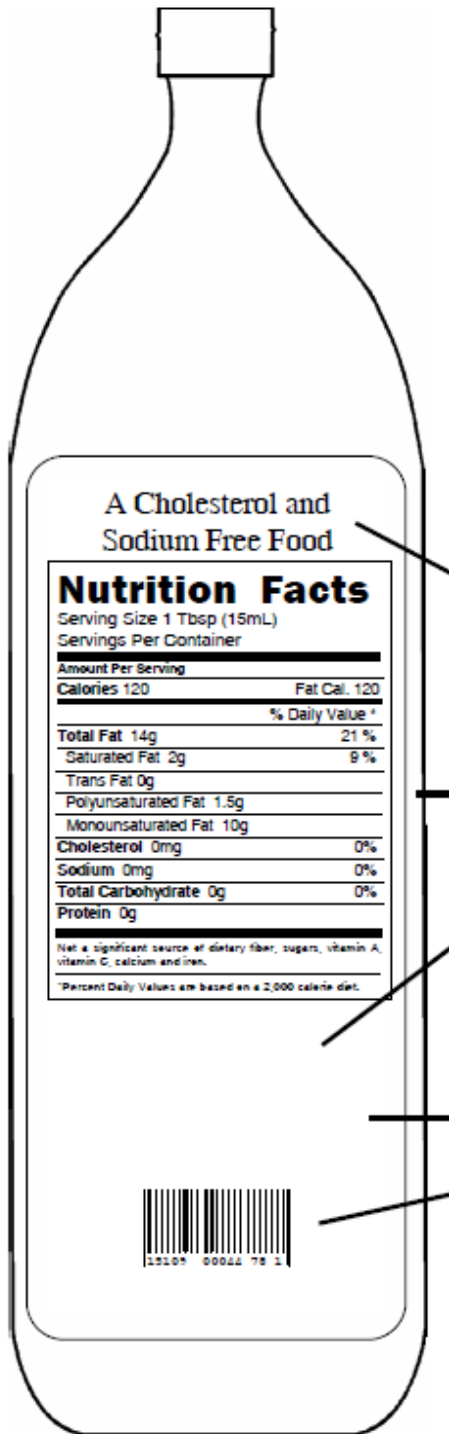 A Cholesterol and
Sodium Free Food
Nutrition Facts
Serving Size 1 Tbsp (15mL)
Servings Per Container
Amount Per Serving
Calories 120 Fat Cal. 120
% Daily Value *
Total Fat 14g 21 %
Saturated Fat 2g 9 %
Trans Fat 0g
Polyunsaturated Fat 1.5g
Monounsaturated Fat 10g
Cholesterol 0mg 0%
Sodium 0mg 0%
Total Carbohydrate 0g 0%
Protein 0g
Not a significant source of dietary fiber, sugars, vitamin A,
vitamin C, calcium and iron.
*Percent Daily Values are based on a 2,000 calorie diet.
15109 00044 78 1